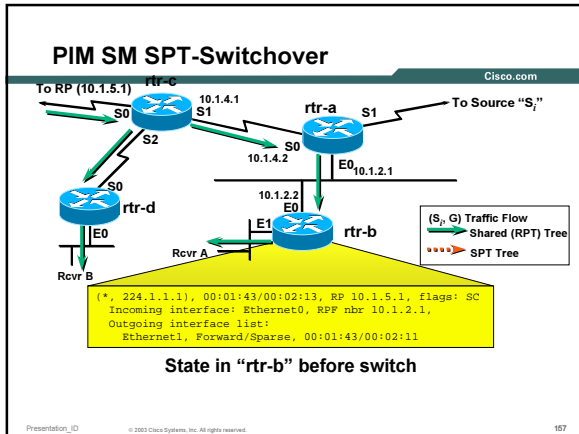 PIM SM SPT-Switchover
Cisco.com
To RP (10.1.5.1)
rtr-c
10.1.4.1
S0
S1
S2
rtr-a
S1
To Source “Si”
S0
10.1.4.2
E0
10.1.2.1
S0
rtr-d
E0
Rcvr B
10.1.2.2
E0
E1
rtr-b
Rcvr A
(Si, G) Traffic Flow
Shared (RPT) Tree
SPT Tree
(*, 224.1.1.1), 00:01:43/00:02:13, RP 10.1.5.1, flags: SC
Incoming interface: Ethernet0, RPF nbr 10.1.2.1,
Outgoing interface list:
Ethernet1, Forward/Sparse, 00:01:43/00:02:11
State in “rtr-b” before switch
Presentation_ID
© 2003 Cisco Systems, Inc. All rights reserved.
157